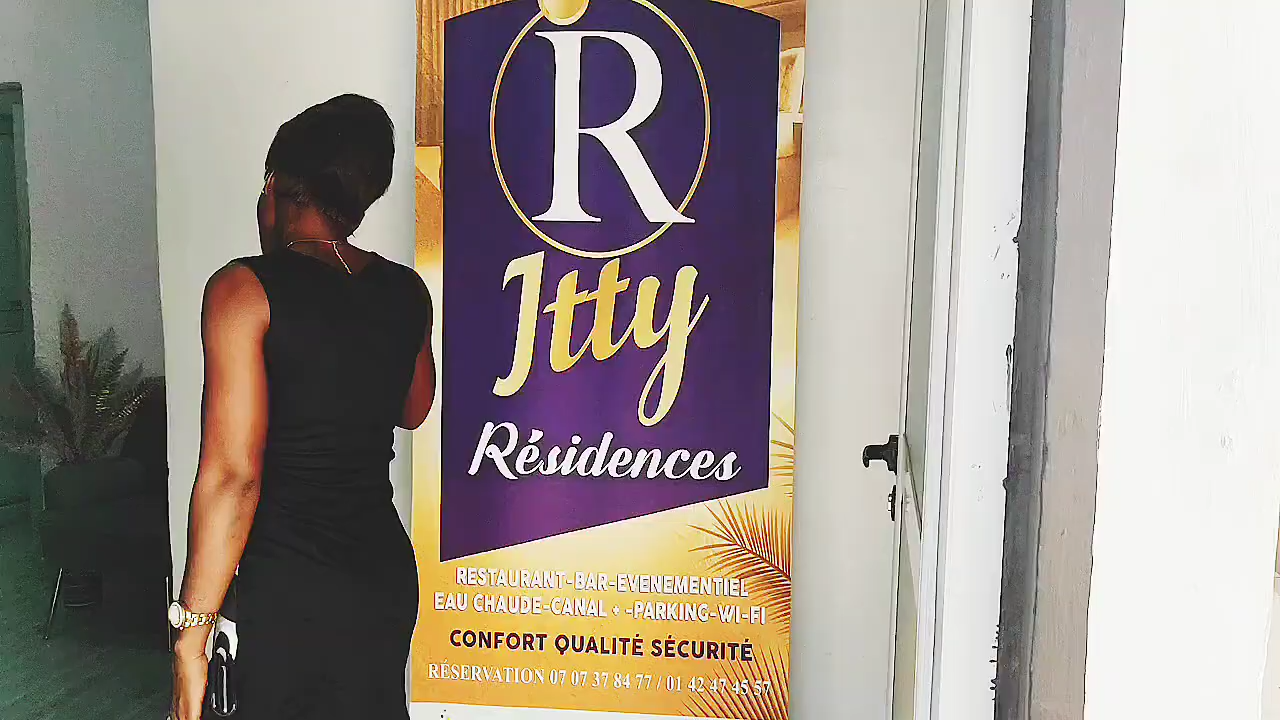 R
Jtty
Résidences
RESTAURANT-BAR-EVENEMENTIEL
EAU CHAUDE-CANAL + -PARKING-WI-FI
CONFORT QUALITÉ SÉCURITÉ
RÉSERVATION 07 07 37 84 77 / 01 42 47 45 57